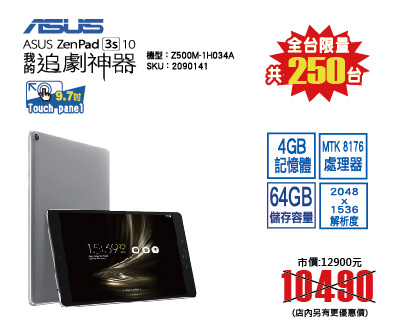 ASUS
ASUS ZenPad 3s 10
我的追劇神器
機型：Z500M-1H034A
SKU：2090141
全台限量
共250台
9.7吋
Touch panel
4GB
記憶體
MTK 8176
處理器
64GB
儲存容量
2048
x
1536
解析度
市價:12900元
10490
(店內另有更優惠價)